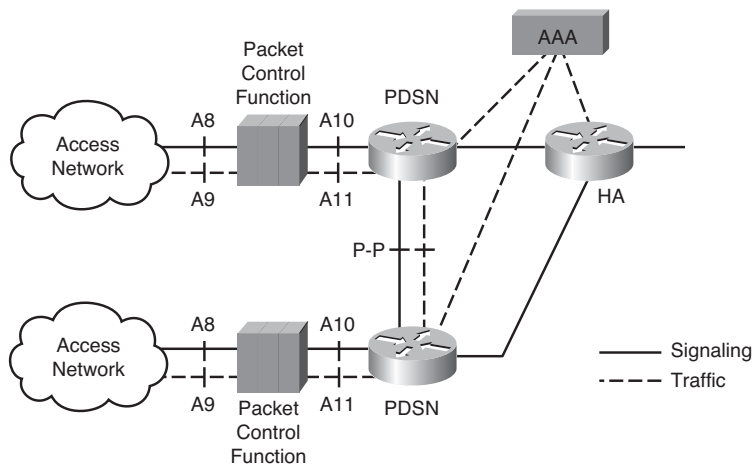 AAA
Packet
Control
Function
PDSN
A8
A10
Access
Network
A9
A11
HA
P-P
A8
A10
Access
Network
A9
A11
Packet
Control
Function
PDSN
Signaling
Traffic